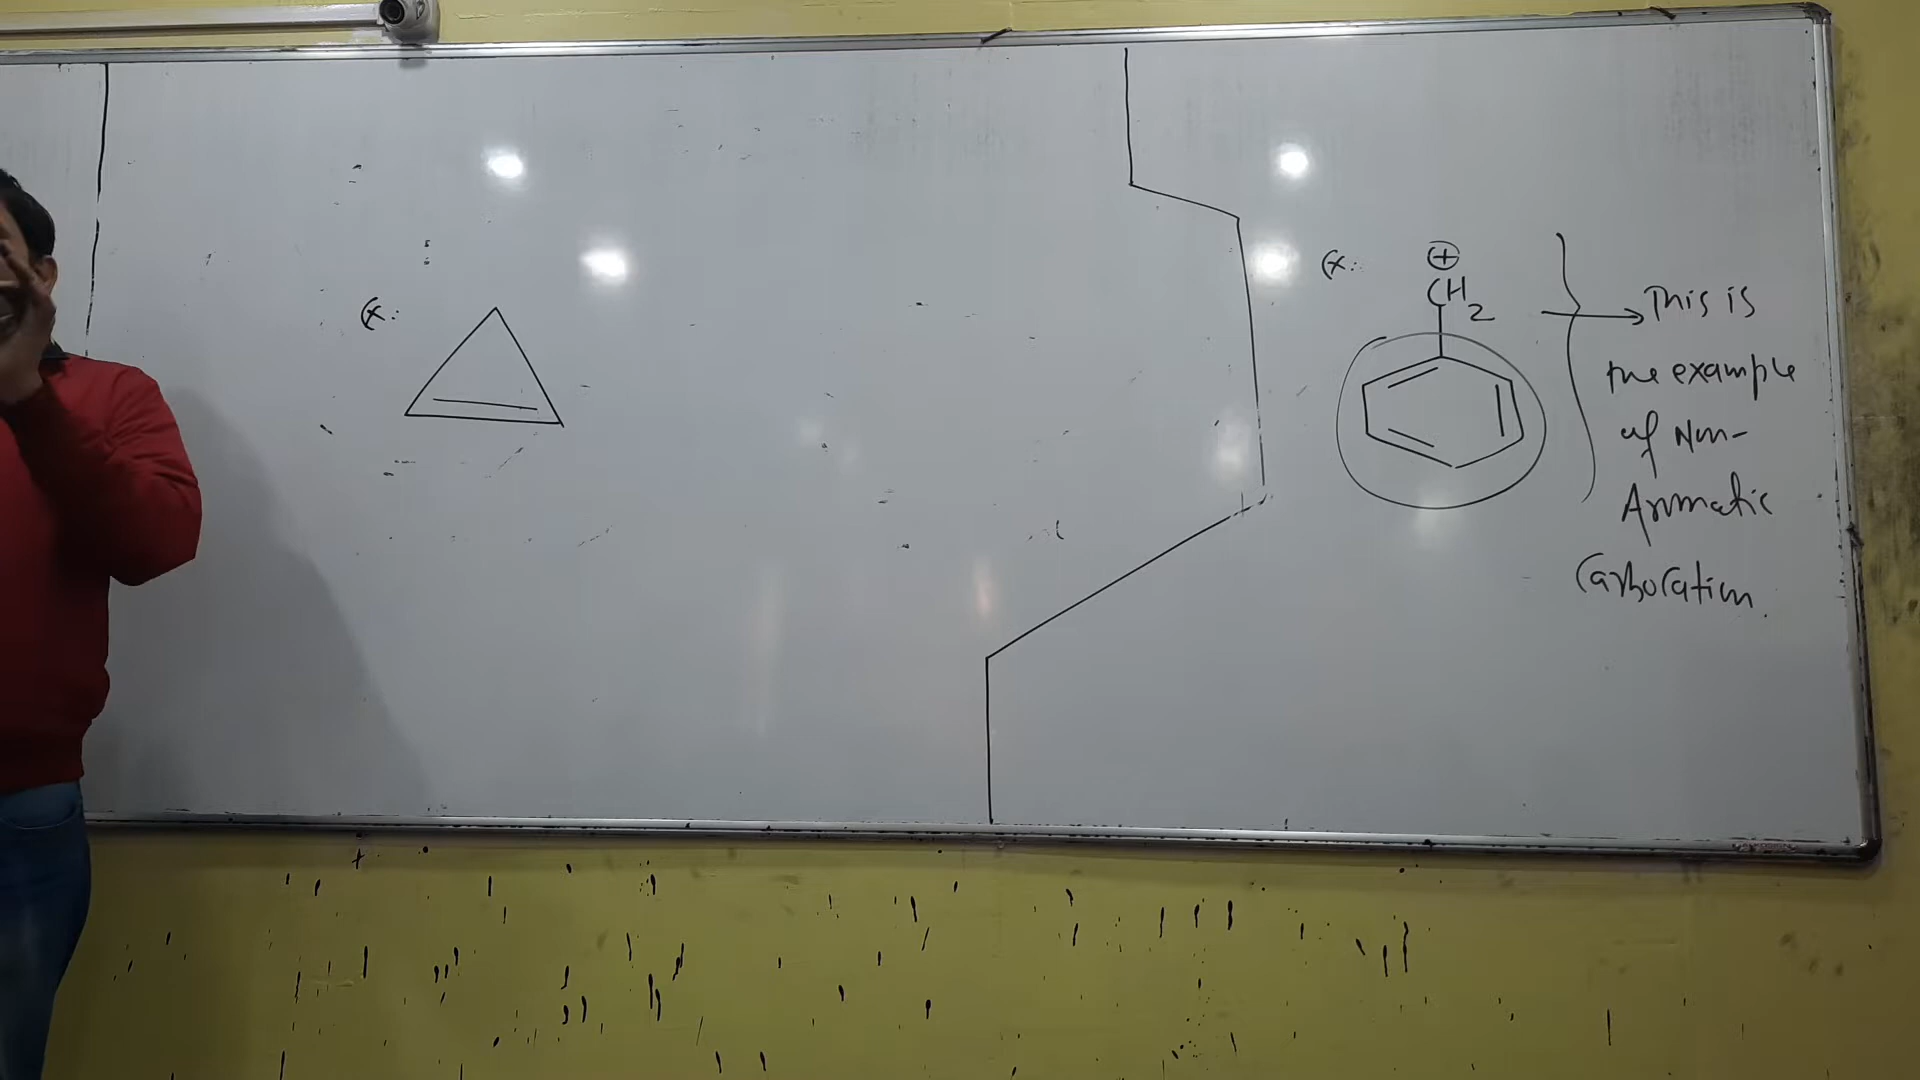 Ex:
Ex:
⊕
CH2
This is
the example
of Non-
Aromatic
Carbocation.